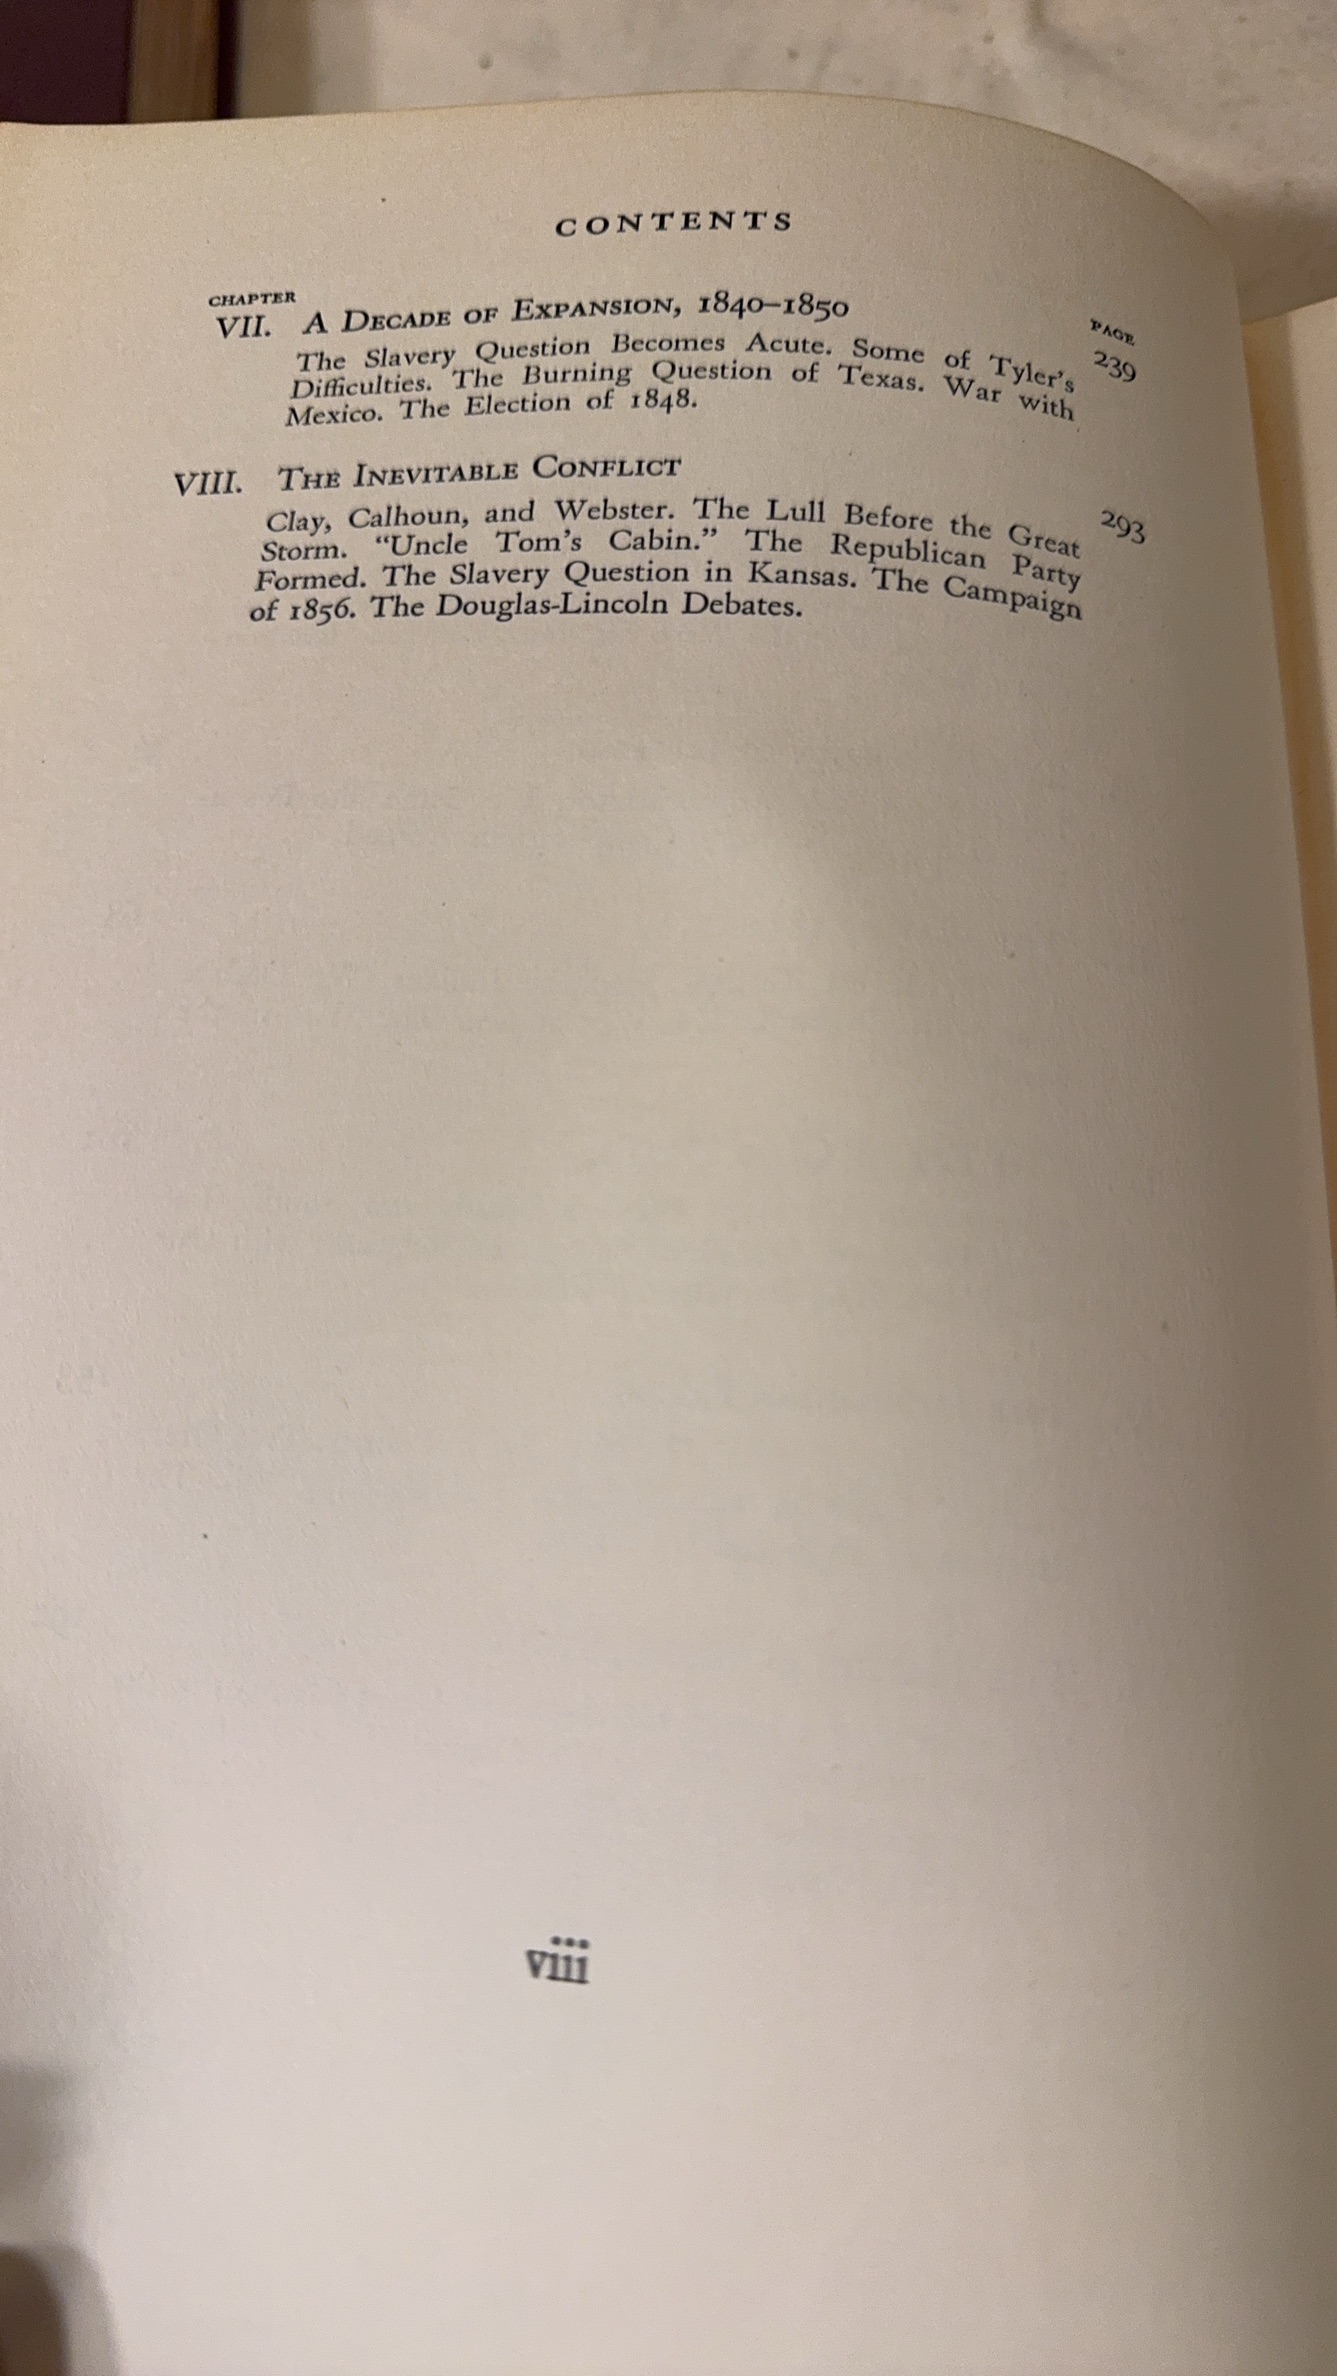 CONTENTS
CHAPTER
PAGE
VII. A DECADE OF EXPANSION, 1840–1850 239
The Slavery Question Becomes Acute. Some of Tyler’s
Difficulties. The Burning Question of Texas. War with
Mexico. The Election of 1848.
VIII. THE INEVITABLE CONFLICT 293
Clay, Calhoun, and Webster. The Lull Before the Great
Storm. “Uncle Tom’s Cabin.” The Republican Party
Formed. The Slavery Question in Kansas. The Campaign
of 1856. The Douglas-Lincoln Debates.
viii